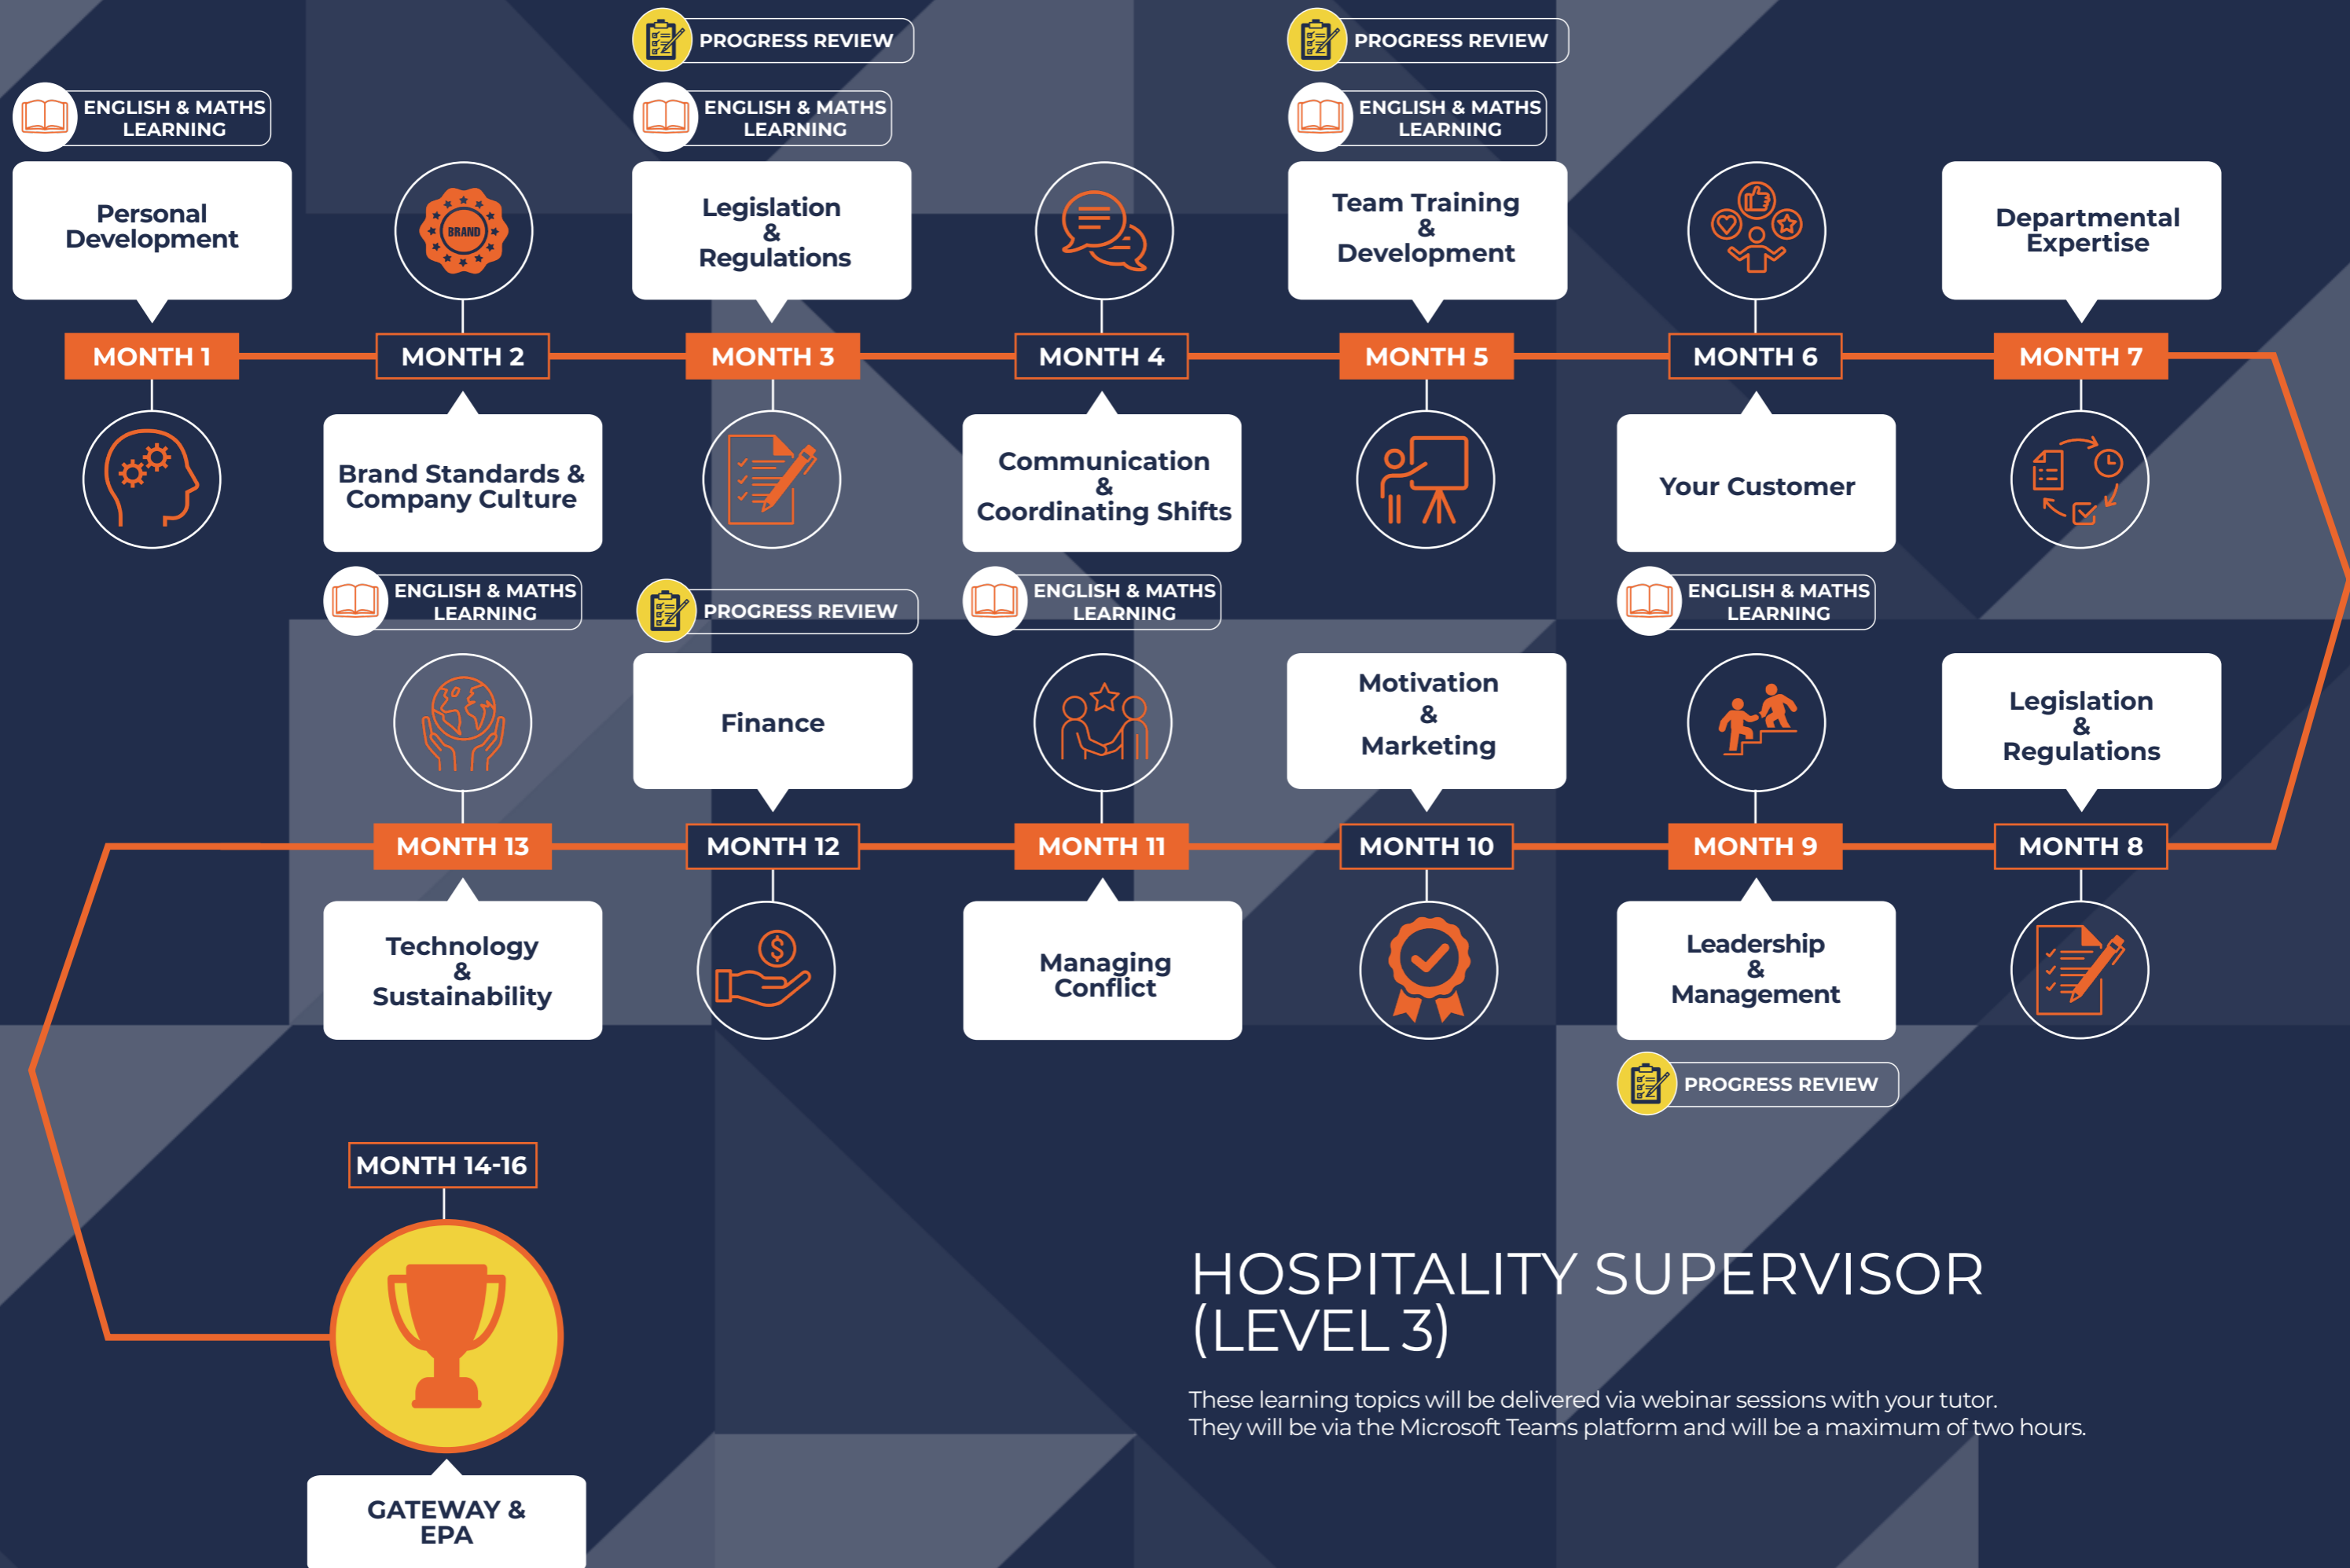 PROGRESS REVIEW
PROGRESS REVIEW
ENGLISH & MATHS
LEARNING
ENGLISH & MATHS
LEARNING
ENGLISH & MATHS
LEARNING
Personal
Development
BRAND
Legislation
&
Regulations
Team Training
&
Development
Departmental
Expertise
MONTH 1
MONTH 2
MONTH 3
MONTH 4
MONTH 5
MONTH 6
MONTH 7
Brand Standards &
Company Culture
Communication
&
Coordinating Shifts
Your Customer
ENGLISH & MATHS
LEARNING
PROGRESS REVIEW
ENGLISH & MATHS
LEARNING
ENGLISH & MATHS
LEARNING
Finance
Motivation
&
Marketing
Legislation
&
Regulations
MONTH 13
MONTH 12
MONTH 11
MONTH 10
MONTH 9
MONTH 8
Technology
&
Sustainability
$
Managing
Conflict
Leadership
&
Management
PROGRESS REVIEW
MONTH 14-16
GATEWAY &
EPA
HOSPITALITY SUPERVISOR
(LEVEL 3)
These learning topics will be delivered via webinar sessions with your tutor.
They will be via the Microsoft Teams platform and will be a maximum of two hours.